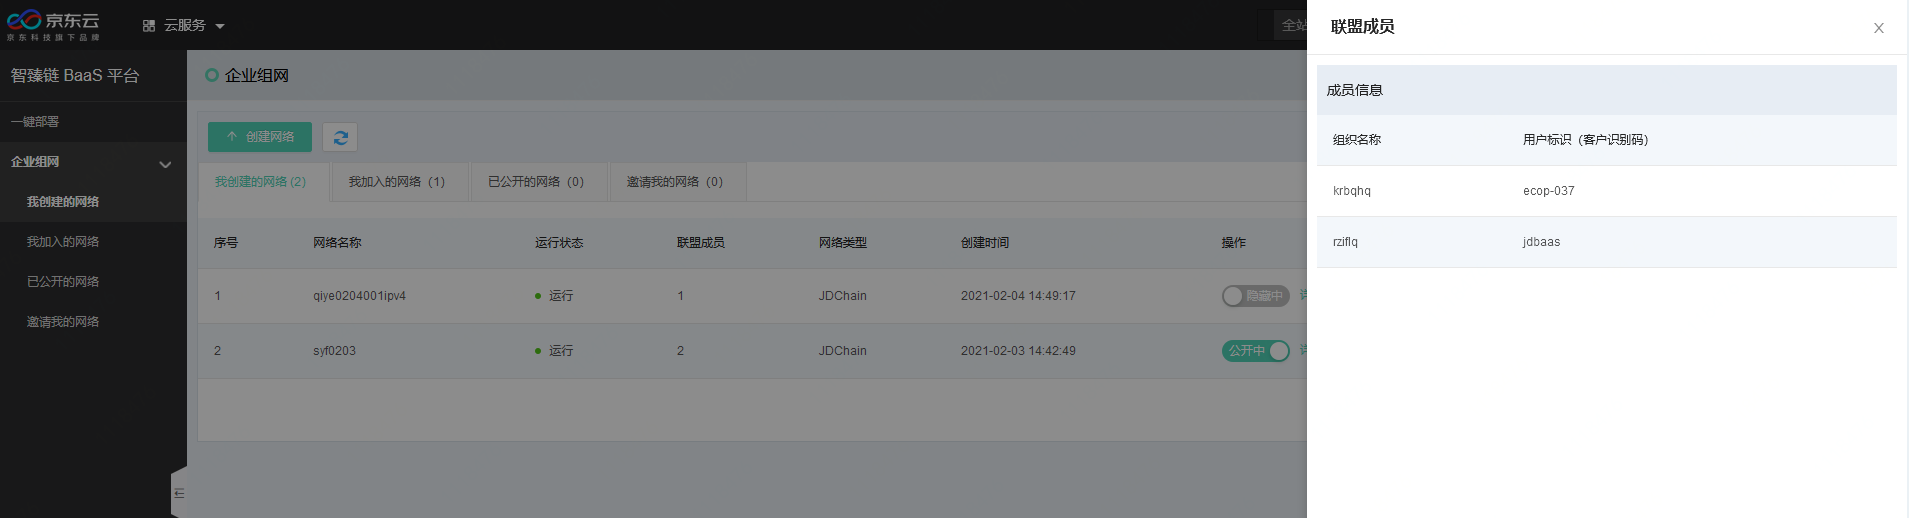 京东云
京东科技旗下品牌
云服务
全站
智臻链 BaaS 平台
一键部署
企业组网
我创建的网络
我加入的网络
已公开的网络
邀请我的网络
企业组网
创建网络
我创建的网络 (2)
我加入的网络（1）
已公开的网络（0）
邀请我的网络（0）
序号 网络名称 运行状态 联盟成员 网络类型 创建时间 操作
1 qiye0204001ipv4 运行 1 JDChain 2021-02-04 14:49:17 隐藏中
2 syf0203 运行 2 JDChain 2021-02-03 14:42:49 公开中
联盟成员
成员信息
组织名称 用户标识（客户识别码）
krbqhq ecop-037
rziflq jdbaas